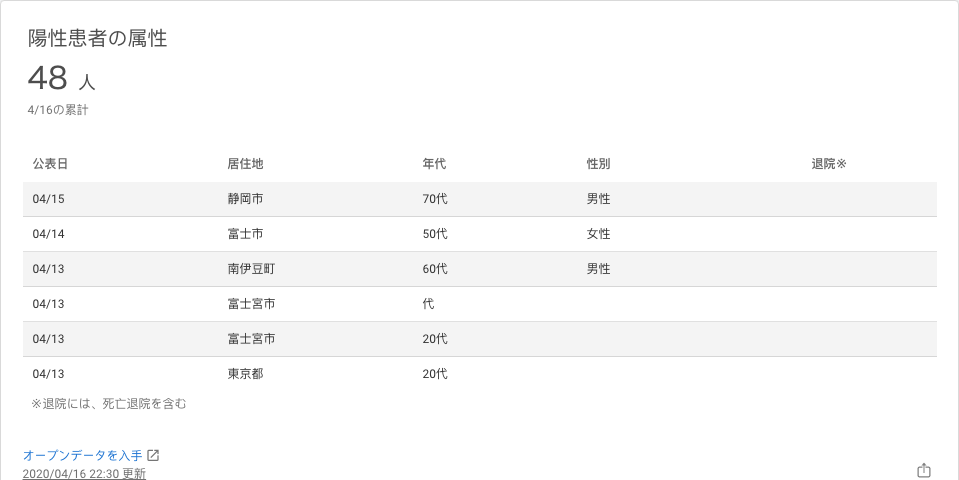 陽性患者の属性
48 人
4/16の累計
公表日 居住地 年代 性別 退院※
04/15 静岡市 70代 男性
04/14 富士市 50代 女性
04/13 南伊豆町 60代 男性
04/13 富士宮市 代
04/13 富士宮市 20代
04/13 東京都 20代
※退院には、死亡退院を含む
オープンデータを入手
2020/04/16 22:30 更新